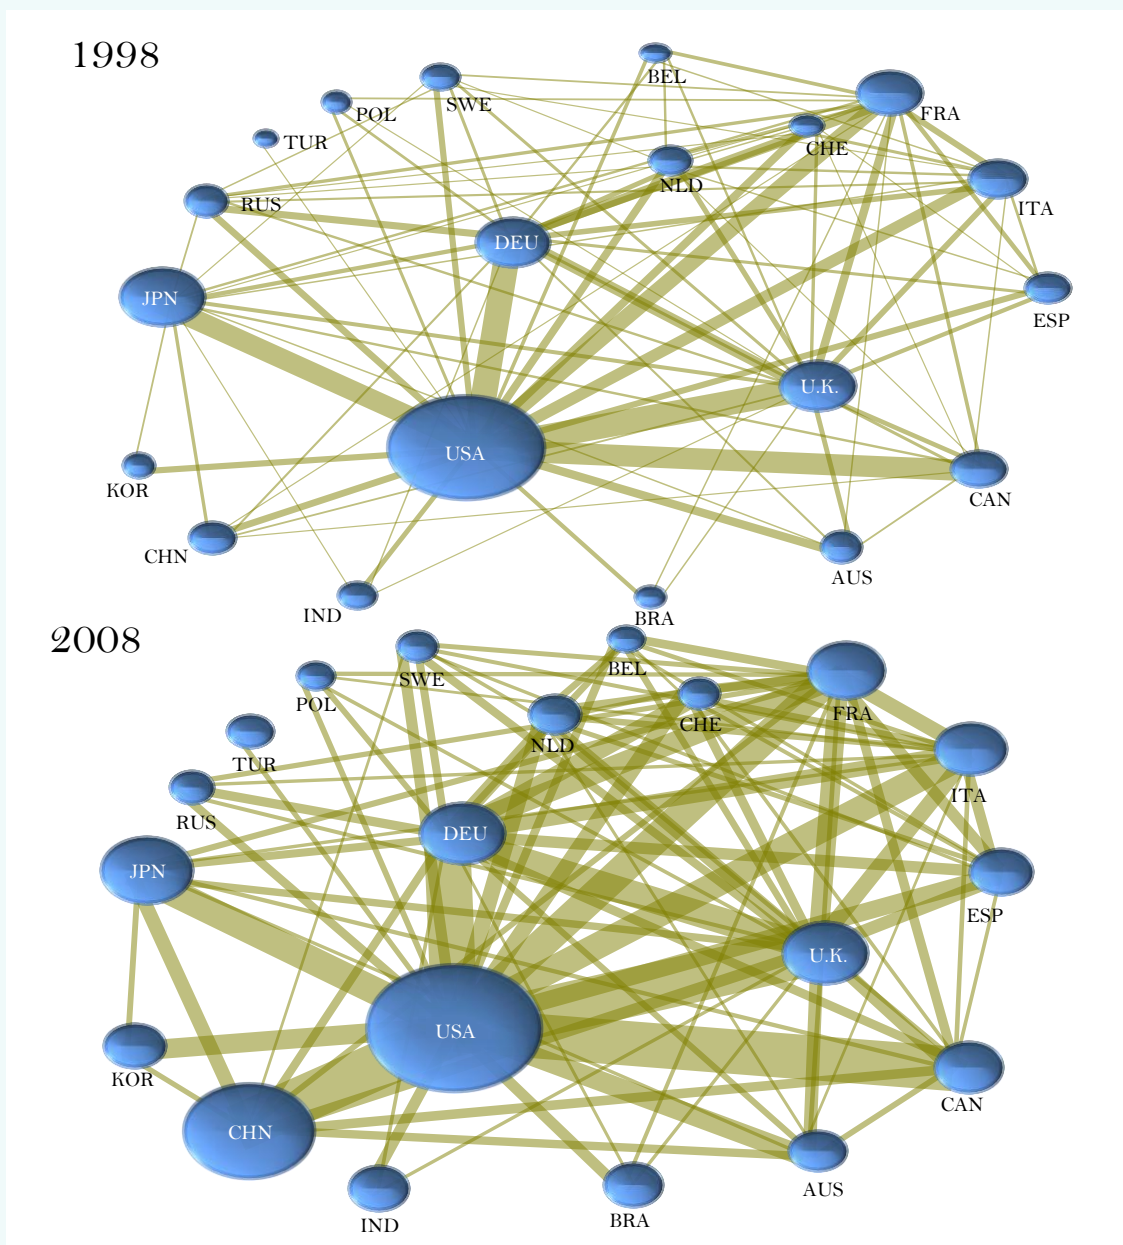 1998
BEL
SWE
FRA
POL
CHE
TUR
NLD
RUS
ITA
DEU
JPN
ESP
U.K.
USA
KOR
CAN
CHN
AUS
IND
BRA
2008
BEL
SWE
POL
FRA
CHE
NLD
TUR
ITA
RUS
DEU
JPN
ESP
U.K.
USA
KOR
CAN
CHN
AUS
BRA
IND